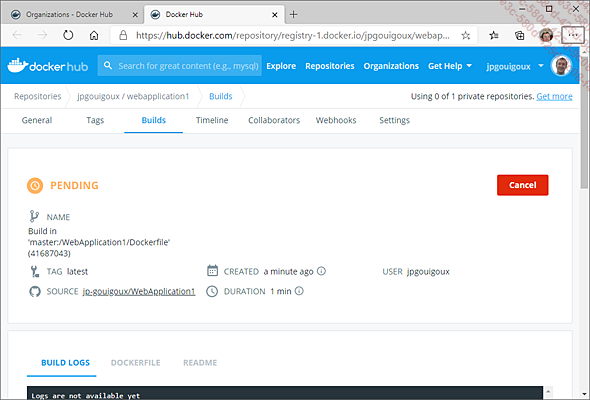 Organizations - Docker Hub
Docker Hub
https://hub.docker.com/repository/registry-1.docker.io/jpgouigoux/webap...
dockerhub
Search for great content (e.g., mysql)
Explore Repositories Organizations Get Help jpgouigoux
Repositories jpgouigoux / webapplication1 Builds
Using 0 of 1 private repositories. Get more
General Tags Builds Timeline Collaborators Webhooks Settings
PENDING
Cancel
NAME
Build in
'master:/WebApplication1/Dockerfile'
(41687043)
TAG latest CREATED a minute ago USER jpgouigoux
SOURCE jp-gouigoux/WebApplication1 DURATION 1 min
BUILD LOGS DOCKERFILE README
Logs are not available yet